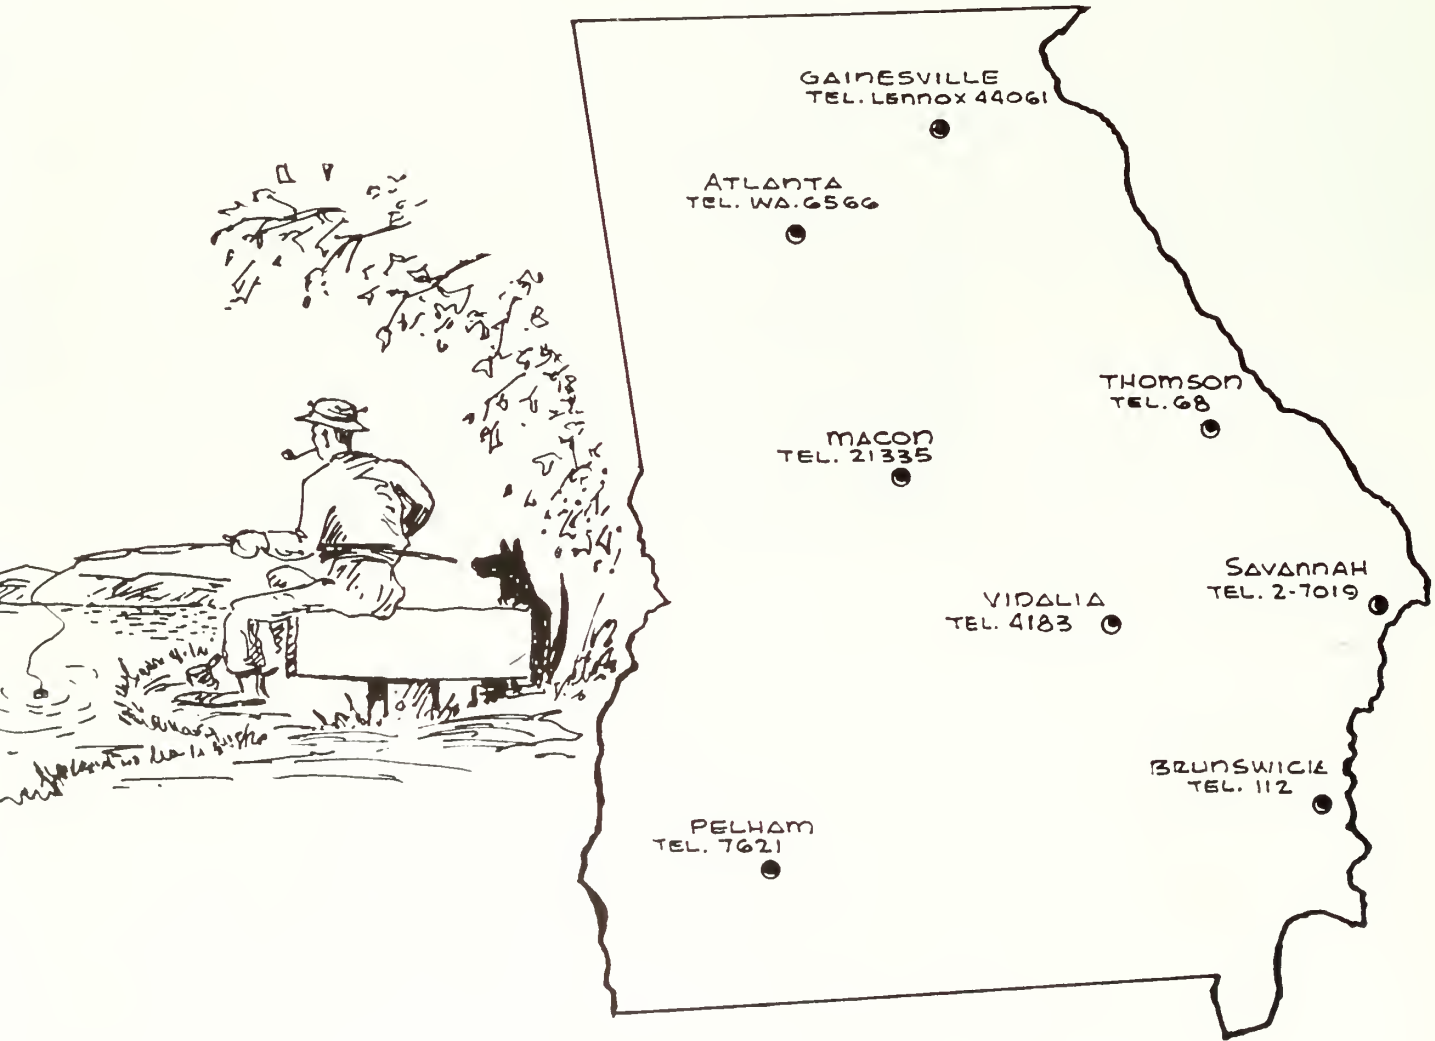 GAINESVILLE
TEL. LENNOX 44061
ATLANTA
TEL. WA. 6566
THOMSON
TEL. 68
MACON
TEL. 21335
SAVANNAH
TEL. 2-7019
VIDALIA
TEL. 4183
BRUNSWICK
TEL. 112
PELHAM
TEL. 7621